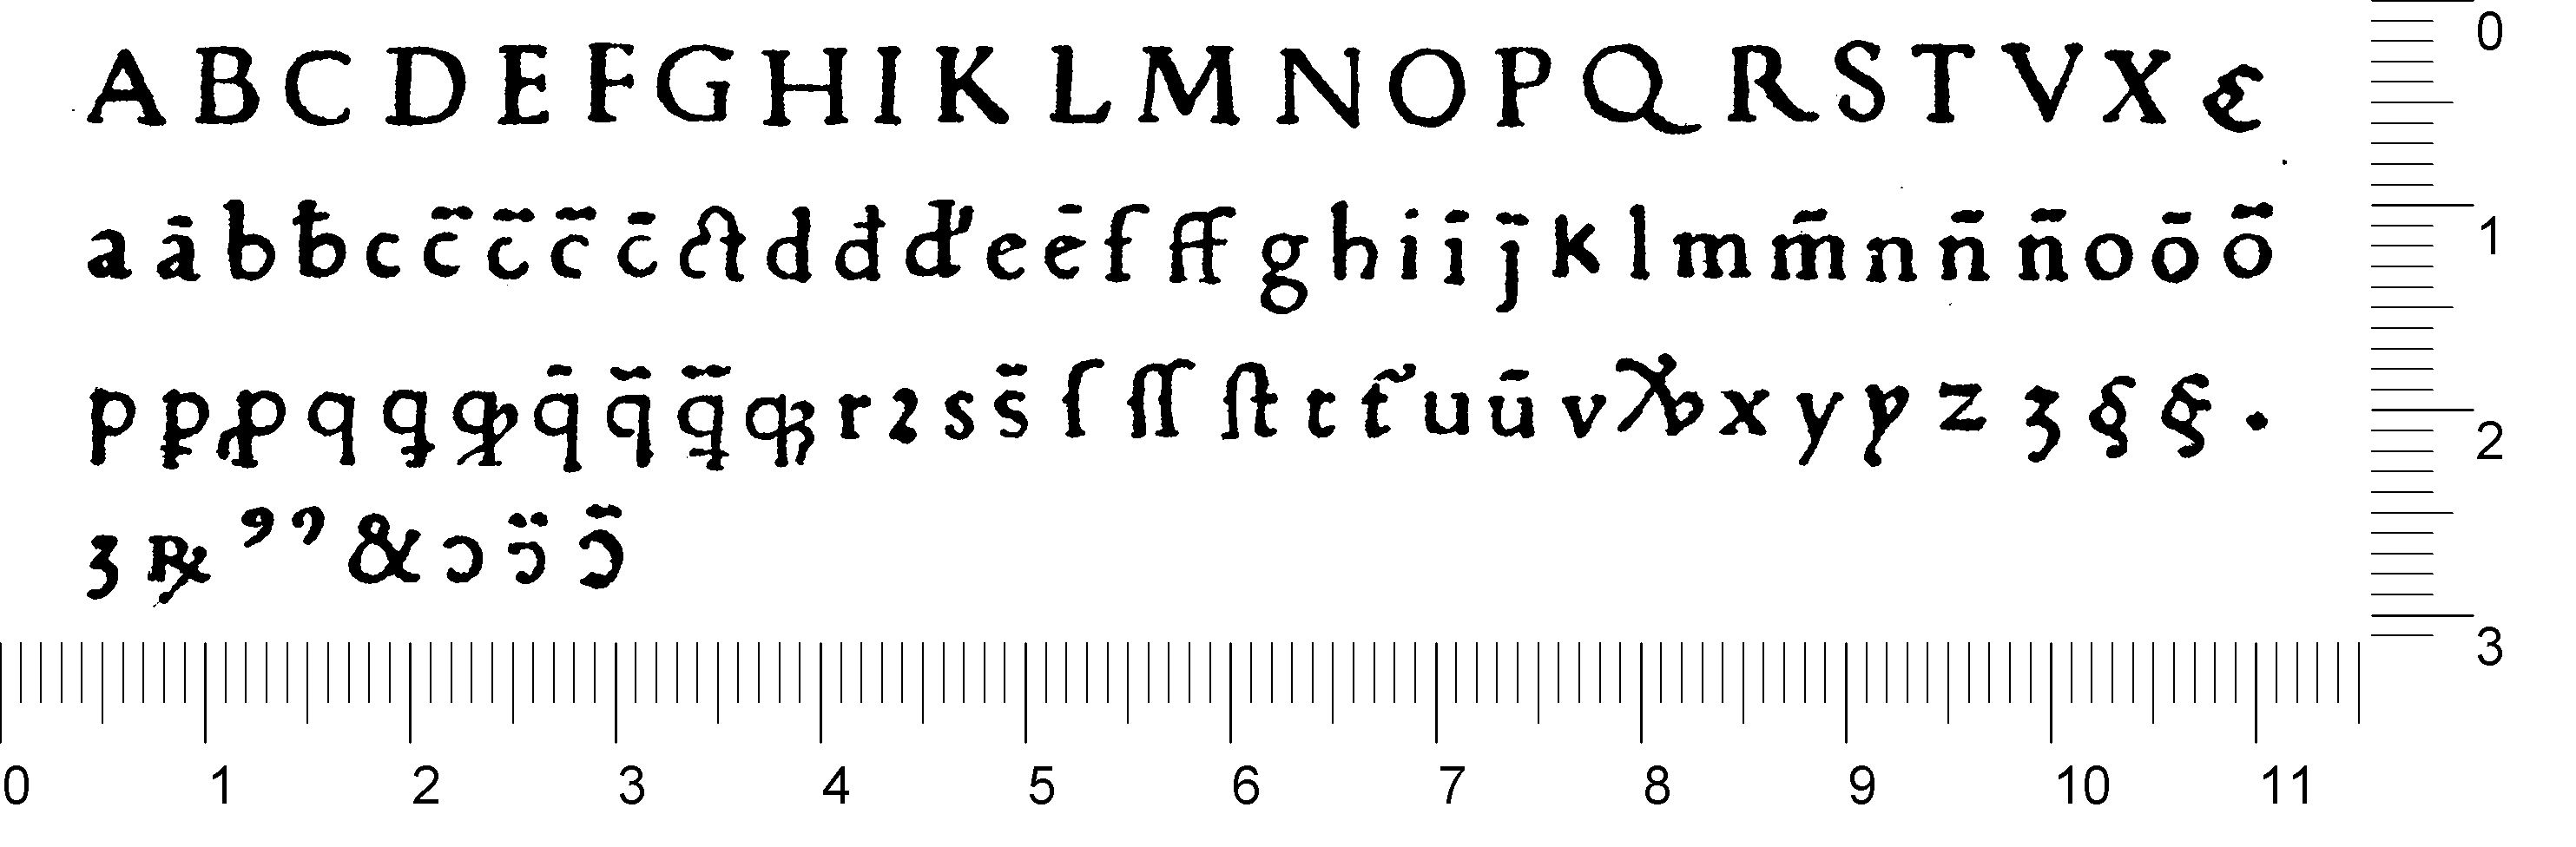 A B C D E F G H I K L M N O P Q R S T V X
a ā b ƀ c c̃ c̃ c̃ c̄ ct d đ d' e ē f ff g h i ī j̄ k l m m̄ n n̄ ñ o ō õ
p ꝑ ꝓ q ꝗ ꝙ q̄ q̃ ꝗ̃ qꝫ r ꝛ s s̄ ſ ſſ ſt t t̃ u ū v x y z ʒ § § .
ʒ ℞ ꝰ ꝰ & ɔ ɔ̈ ɔ̃
0
1
2
3
0 1 2 3 4 5 6 7 8 9 10 11